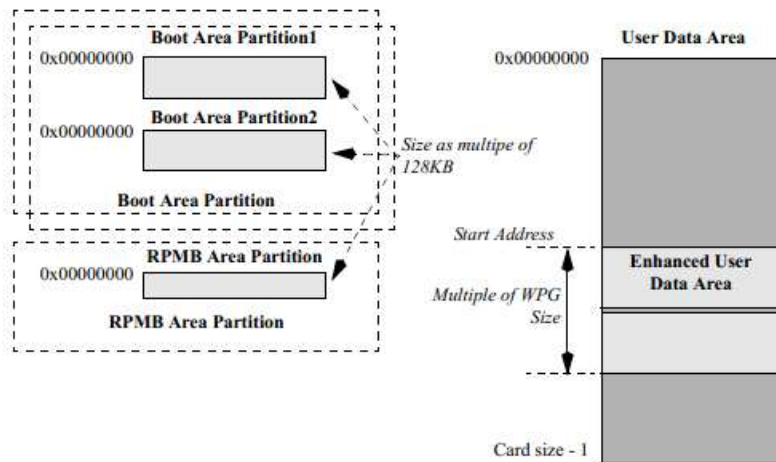 Boot Area Partition1
0x00000000
Boot Area Partition2
0x00000000
Size as multipe of
128KB
Boot Area Partition
RPMB Area Partition
0x00000000
RPMB Area Partition
User Data Area
0x00000000
Start Address
Enhanced User
Data Area
Multiple of WPG
Size
Card size - 1